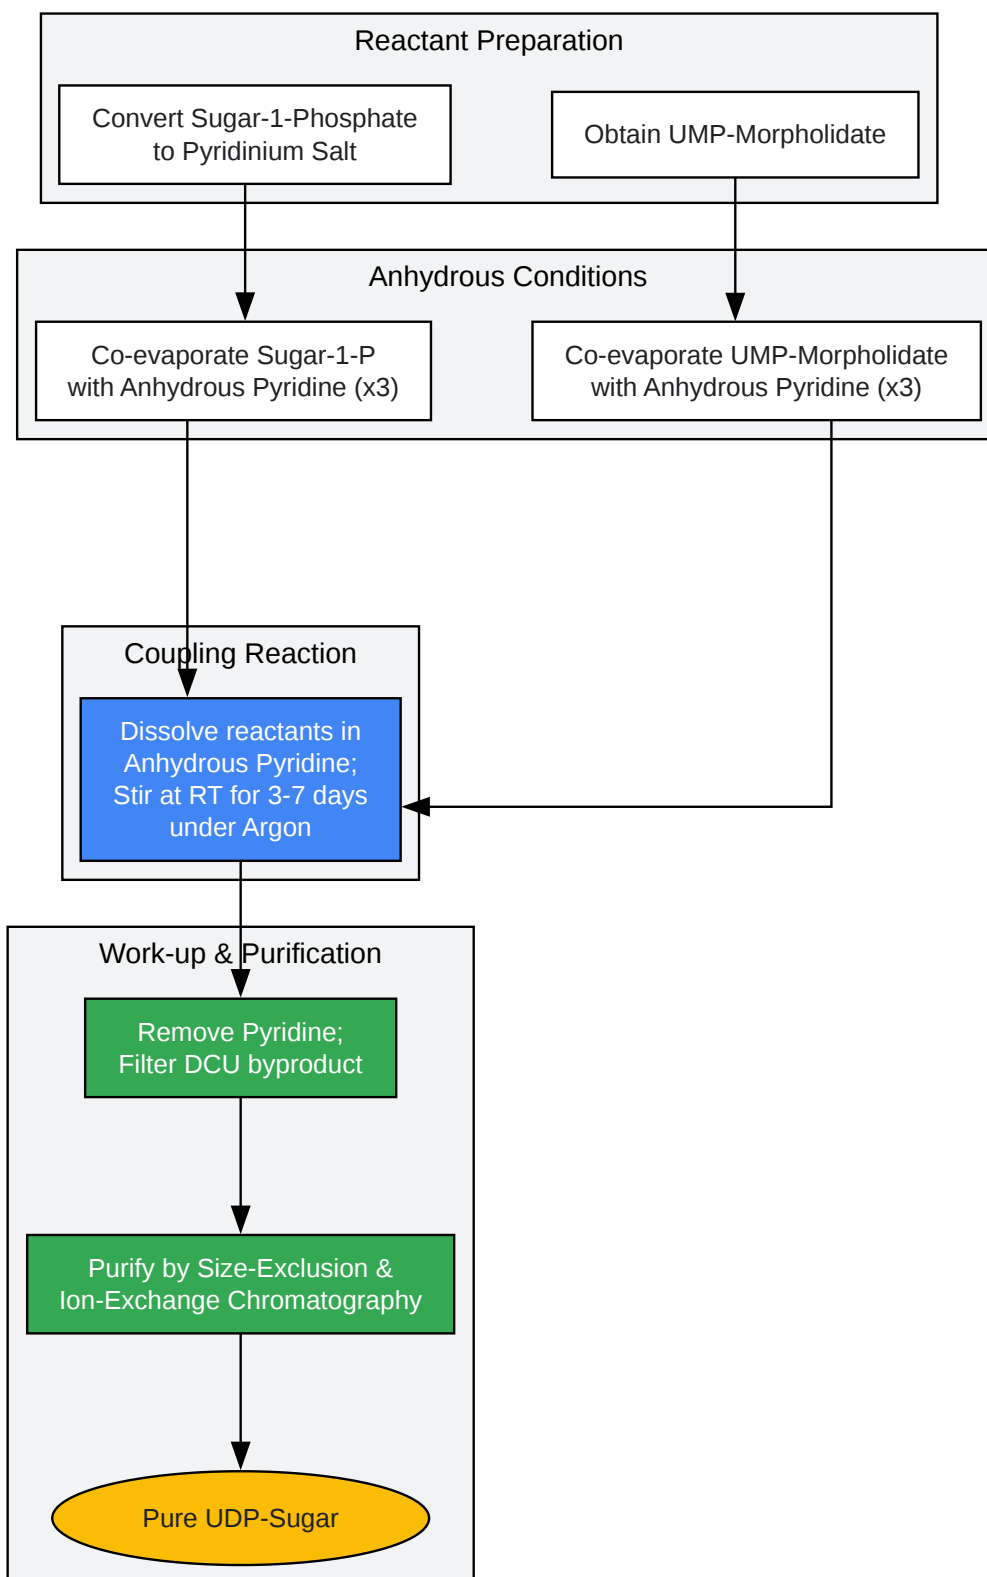 Reactant Preparation
Convert Sugar-1-Phosphate
to Pyridinium Salt
Obtain UMP-Morpholidate
Anhydrous Conditions
Co-evaporate Sugar-1-P
with Anhydrous Pyridine (x3)
Co-evaporate UMP-Morpholidate
with Anhydrous Pyridine (x3)
Coupling Reaction
Dissolve reactants in
Anhydrous Pyridine;
Stir at RT for 3-7 days
under Argon
Work-up & Purification
Remove Pyridine;
Filter DCU byproduct
Purify by Size-Exclusion &
Ion-Exchange Chromatography
Pure UDP-Sugar